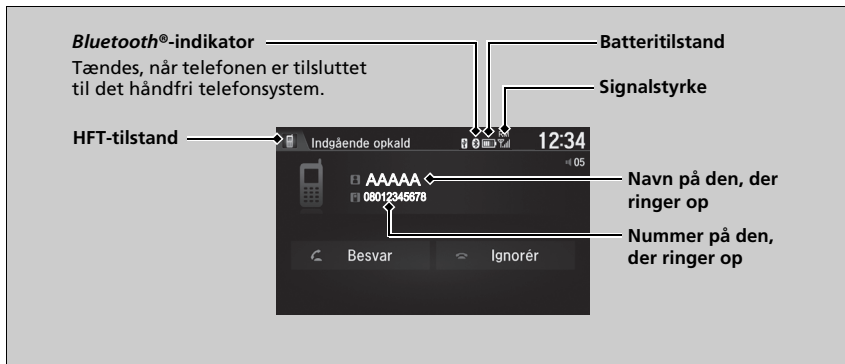 Bluetooth®-indikator
Tændes, når telefonen er tilsluttet
til det håndfri telefonsystem.
HFT-tilstand
Batteritilstand
Signalstyrke
Indgående opkald
12:34
05
AAAAA
08012345678
Besvar
Ignorér
Navn på den, der
ringer op
Nummer på den,
der ringer op